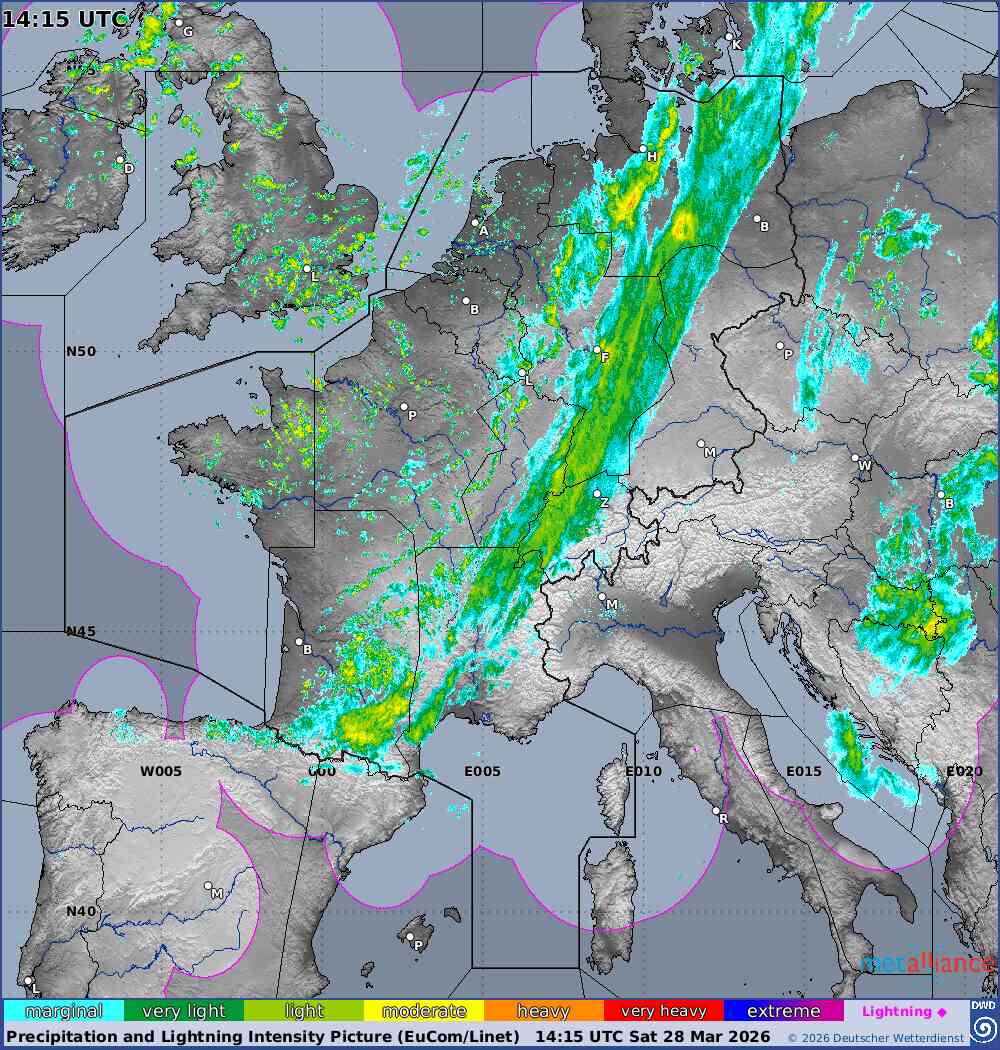 14:15 UTC
G
K
N55
H
D
A
B
L
B
N50
F
P
L
P
M
W
Z
B
M
N45
B
W005
000
E005
E010
E015
E020
R
M
N40
P
metalliance
L
marginal very light light moderate heavy very heavy extreme Lightning ◆ DWD
Precipitation and Lightning Intensity Picture (EuCom/Linet) 14:15 UTC Sat 28 Mar 2026 © 2026 Deutscher Wetterdienst